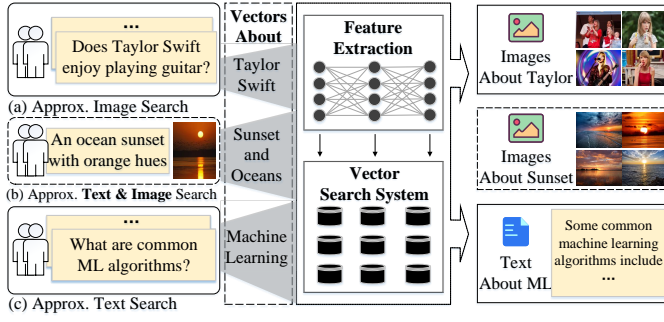 ...
Does Taylor Swift
enjoy playing guitar?
(a) Approx. Image Search
An ocean sunset
with orange hues
(b) Approx. Text & Image Search
...
What are common
ML algorithms?
(c) Approx. Text Search
Vectors
About
Taylor
Swift
Sunset
and
Oceans
Machine
Learning
Feature
Extraction
Vector
Search System
Images
About Taylor
Images
About Sunset
Text
About ML
Some common
machine learning
algorithms include
...